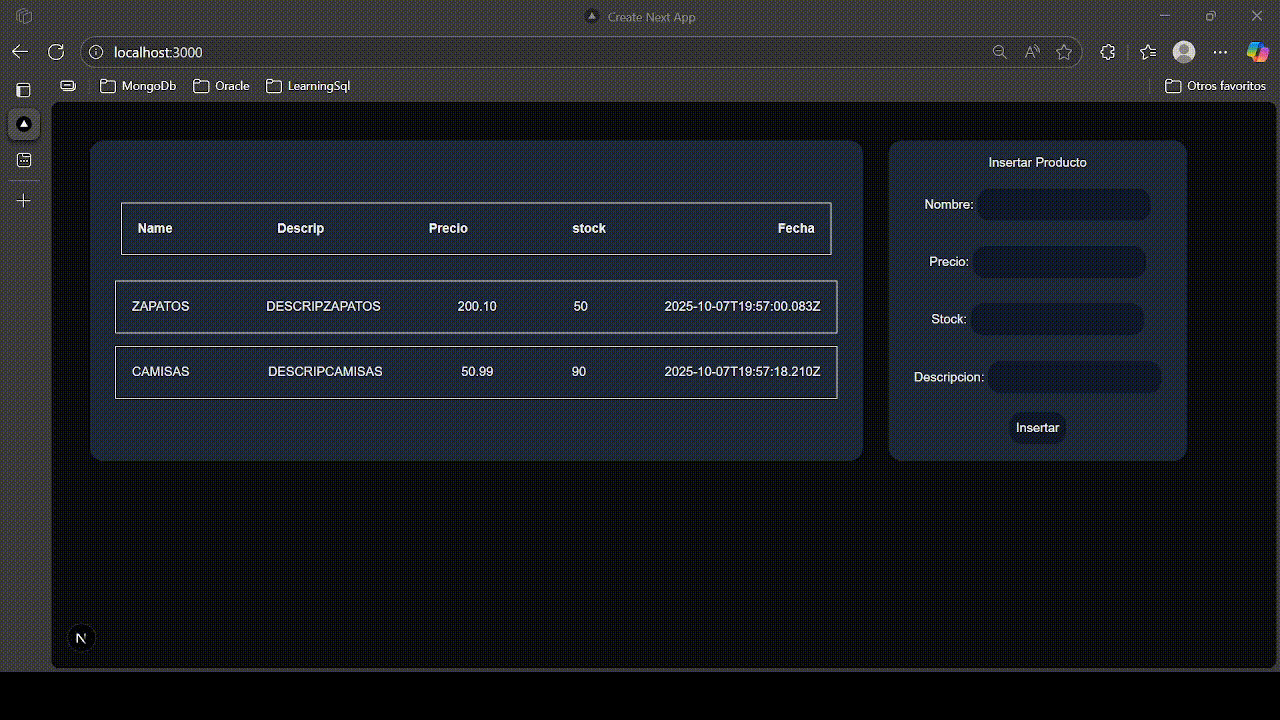 Create Next App
localhost:3000
MongoDb Oracle LearningSql Otros favoritos
Name Descrip Precio stock Fecha
ZAPATOS DESCRIPZAPATOS 200.10 50 2025-10-07T19:57:00.083Z
CAMISAS DESCRIPCAMISAS 50.99 90 2025-10-07T19:57:18.210Z
Insertar Producto
Nombre:
Precio:
Stock:
Descripcion:
Insertar
N